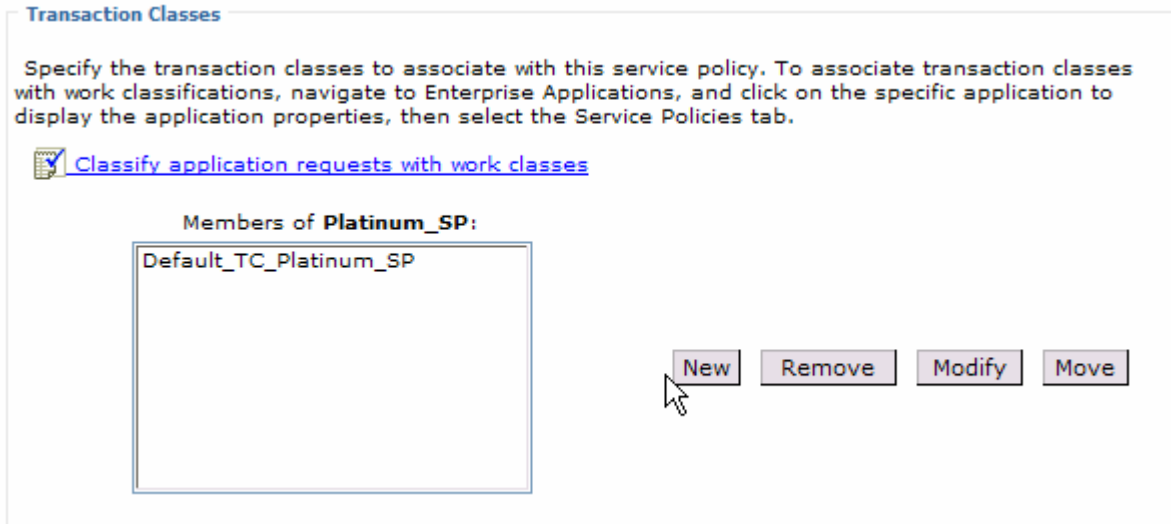 Transaction Classes
Specify the transaction classes to associate with this service policy. To associate transaction classes
with work classifications, navigate to Enterprise Applications, and click on the specific application to
display the application properties, then select the Service Policies tab.
Classify application requests with work classes
Members of Platinum_SP:
Default_TC_Platinum_SP
New Remove Modify Move